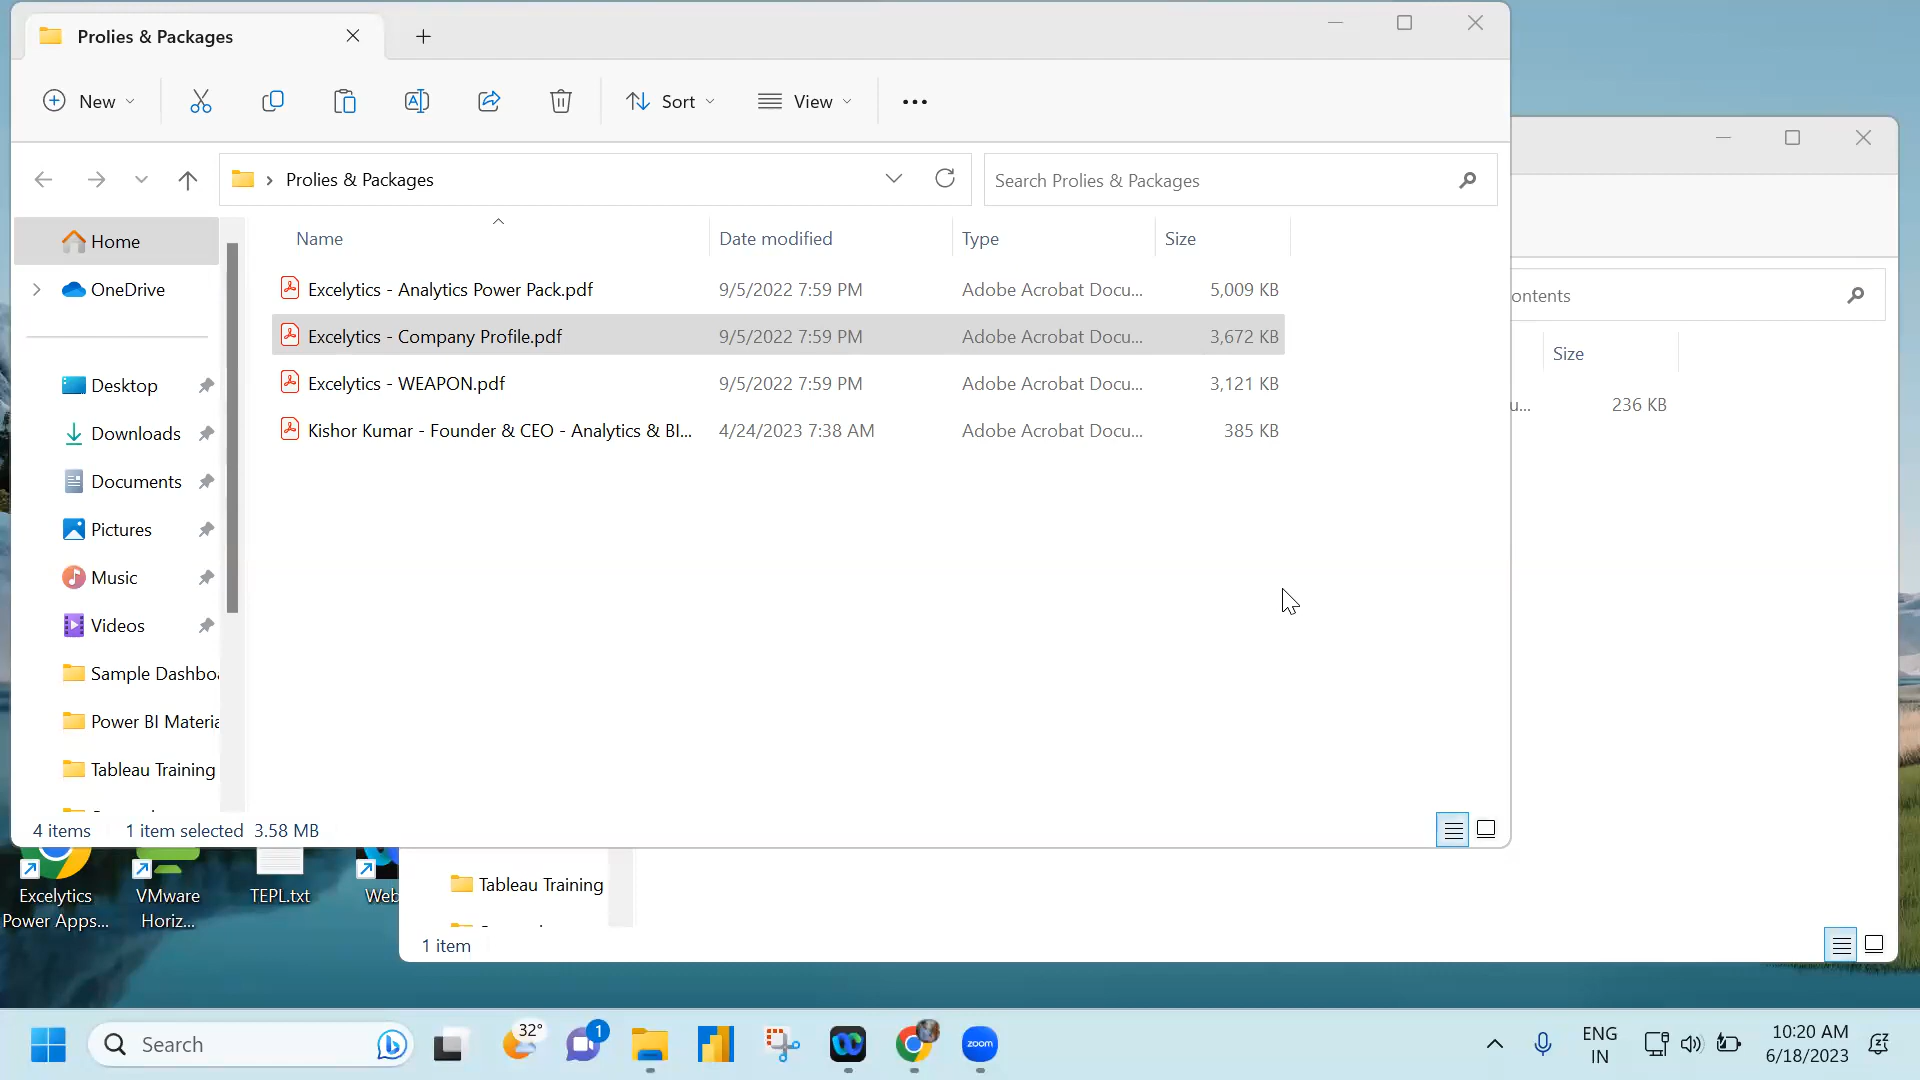 Prolies & Packages
New
Sort
View
Prolies & Packages
Search Prolies & Packages
Name
Date modified
Type
Size
Home
OneDrive
Desktop
Downloads
Documents
Pictures
Music
Videos
Sample Dashboa
Power BI Materia
Tableau Training
Excelytics - Analytics Power Pack.pdf 9/5/2022 7:59 PM Adobe Acrobat Docu... 5,009 KB
Excelytics - Company Profile.pdf 9/5/2022 7:59 PM Adobe Acrobat Docu... 3,672 KB
Excelytics - WEAPON.pdf 9/5/2022 7:59 PM Adobe Acrobat Docu... 3,121 KB
Kishor Kumar - Founder & CEO - Analytics & BI... 4/24/2023 7:38 AM Adobe Acrobat Docu... 385 KB
4 items 1 item selected 3.58 MB
ontents
Size
u... 236 KB
Tableau Training
1 item
Excelytics
Power Apps...
VMware
Horiz...
TEPL.txt
Web
Search
32°
1
zoom
ENG
IN
10:20 AM
6/18/2023